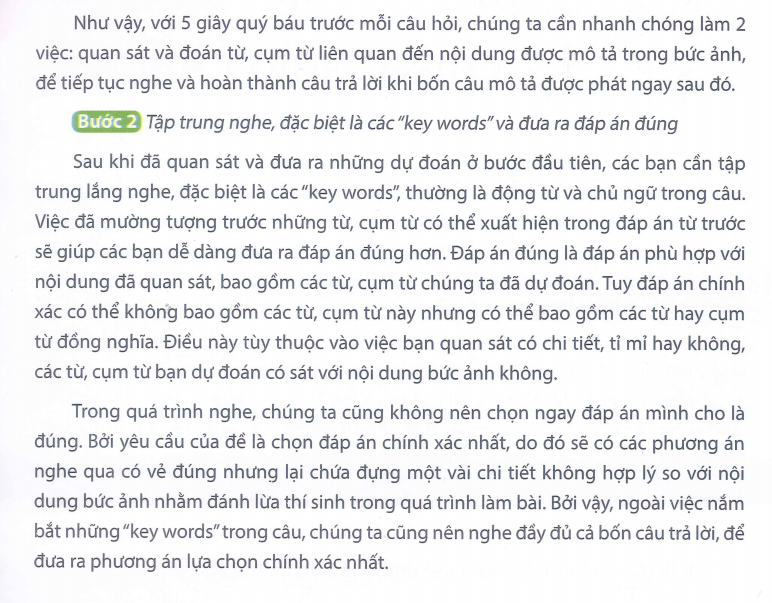 Như vậy, với 5 giây quý báu trước mỗi câu hỏi, chúng ta cần nhanh chóng làm 2
việc: quan sát và đoán từ, cụm từ liên quan đến nội dung được mô tả trong bức ảnh,
để tiếp tục nghe và hoàn thành câu trả lời khi bốn câu mô tả được phát ngay sau đó.
Bước 2 Tập trung nghe, đặc biệt là các "key words" và đưa ra đáp án đúng
Sau khi đã quan sát và đưa ra những dự đoán ở bước đầu tiên, các bạn cần tập
trung lắng nghe, đặc biệt là các "key words", thường là động từ và chủ ngữ trong câu.
Việc đã mường tượng trước những từ, cụm từ có thể xuất hiện trong đáp án từ trước
sẽ giúp các bạn dễ dàng đưa ra đáp án đúng hơn. Đáp án đúng là đáp án phù hợp với
nội dung đã quan sát, bao gồm các từ, cụm từ chúng ta đã dự đoán. Tuy đáp án chính
xác có thể không bao gồm các từ, cụm từ này nhưng có thể bao gồm các từ hay cụm
từ đồng nghĩa. Điều này tùy thuộc vào việc bạn quan sát có chi tiết, tỉ mỉ hay không,
các từ, cụm từ bạn dự đoán có sát với nội dung bức ảnh không.
Trong quá trình nghe, chúng ta cũng không nên chọn ngay đáp án mình cho là
đúng. Bởi yêu cầu của đề là chọn đáp án chính xác nhất, do đó sẽ có các phương án
nghe qua có vẻ đúng nhưng lại chứa đựng một vài chi tiết không hợp lý so với nội
dung bức ảnh nhằm đánh lừa thí sinh trong quá trình làm bài. Bởi vậy, ngoài việc nắm
bắt những "key words" trong câu, chúng ta cũng nên nghe đầy đủ cả bốn câu trả lời, để
đưa ra phương án lựa chọn chính xác nhất.